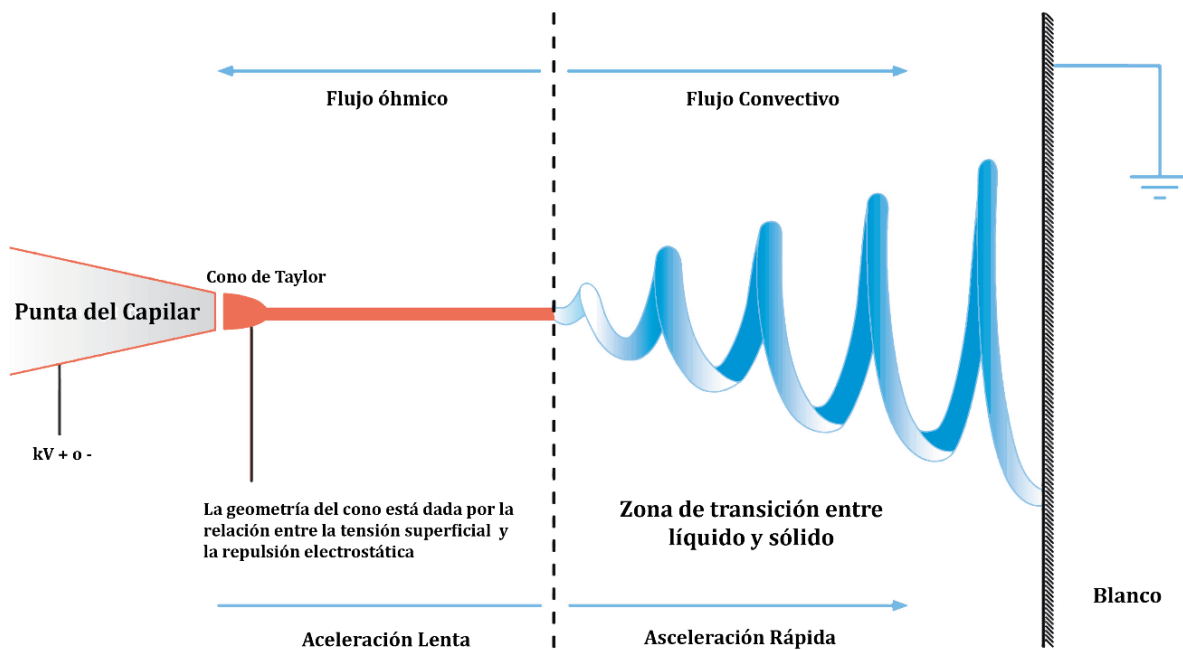 Flujo óhmico
Flujo Convectivo
Cono de Taylor
Punta del Capilar
kV + o -
La geometría del cono está dada por la
relación entre la tensión superficial y
la repulsión electrostática
Zona de transición entre
líquido y sólido
Blanco
Aceleración Lenta
Asceleración Rápida